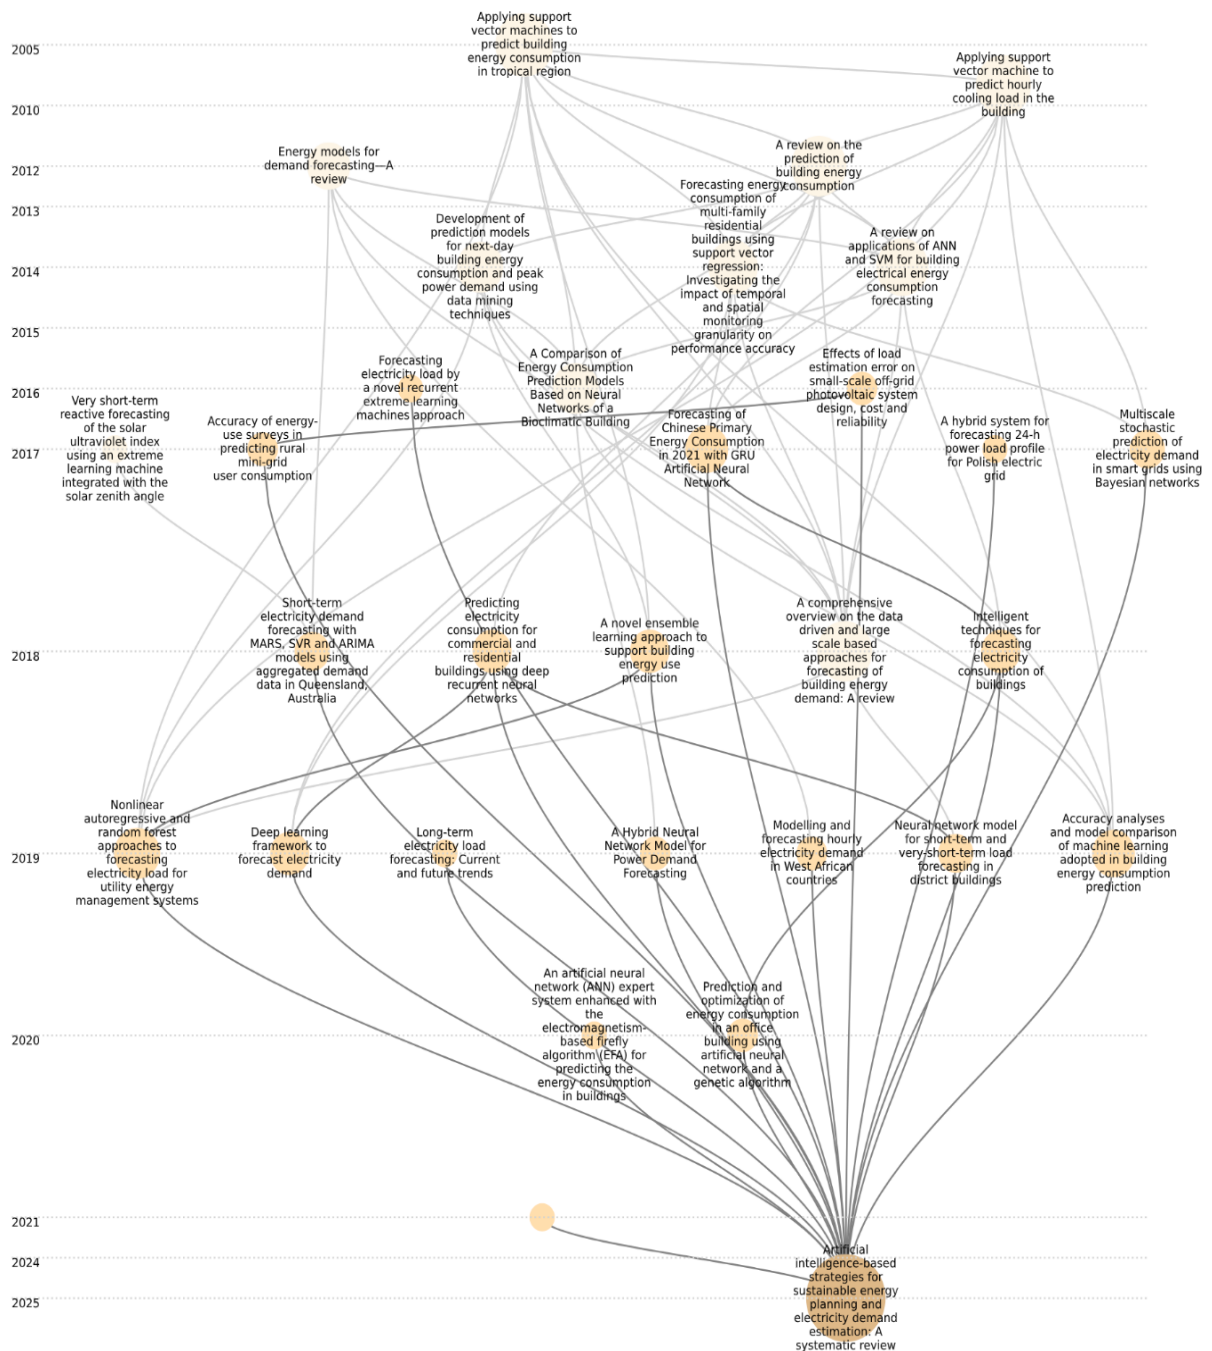 Applying support
vector machines to
predict building
energy consumption
in tropical region
2005
Applying support
vector machine to
predict hourly
cooling load in the
building
2010
Energy models for
demand forecasting—A
review
A review on the
prediction of
building energy
consumption
2012
2013
Development of
prediction models
for next-day
building energy
consumption and peak
power demand using
data mining
techniques
Forecasting energy
consumption of
multi-family
residential
buildings using
support vector
regression:
Investigating the
impact of temporal
and spatial
monitoring
granularity on
performance accuracy
A review on
applications of ANN
and SVM for building
electrical energy
consumption
forecasting
2014
2015
Forecasting
electricity load by
a novel recurrent
extreme learning
machines approach
A Comparison of
Energy Consumption
Prediction Models
Based on Neural
Networks of a
Bioclimatic Building
Effects of load
estimation error on
small-scale off-grid
photovoltaic system
design, cost and
reliability
2016
Very short-term
reactive forecasting
of the solar
ultraviolet index
using an extreme
learning machine
integrated with the
solar zenith angle
Accuracy of energy-
use surveys in
predicting rural
mini-grid
user consumption
Forecasting of
Chinese Primary
Energy Consumption
in 2021 with GRU
Artificial Neural
Network
A hybrid system for
forecasting 24-h
power load profile
for Polish electric
grid
Multiscale
stochastic
prediction of
electricity demand
in smart grids using
Bayesian networks
2017
Short-term
electricity demand
forecasting with
MARS, SVR and ARIMA
models using
aggregated demand
data in Queensland,
Australia
Predicting
electricity
consumption for
commercial and
residential
buildings using deep
recurrent neural
networks
A novel ensemble
learning approach to
support building
energy use
prediction
A comprehensive
overview on the data
driven and large
scale based
approaches for
forecasting of
building energy
demand: A review
Intelligent
techniques for
forecasting
electricity
consumption of
buildings
2018
Nonlinear
autoregressive and
random forest
approaches to
forecasting
electricity load for
utility energy
management systems
Deep learning
framework to
forecast electricity
demand
Long-term
electricity load
forecasting: Current
and future trends
A Hybrid Neural
Network Model for
Power Demand
Forecasting
Modelling and
forecasting hourly
electricity demand
in West African
countries
Neural network model
for short-term and
very-short-term load
forecasting in
district buildings
Accuracy analyses
and model comparison
of machine learning
adopted in building
energy consumption
prediction
2019
An artificial neural
network (ANN) expert
system enhanced with
the
electromagnetism-
based firefly
algorithm (EFA) for
predicting the
energy consumption
in buildings
Prediction and
optimization of
energy consumption
in an office
building using
artificial neural
network and a
genetic algorithm
2020
2021
2024
Artificial
intelligence-based
strategies for
sustainable energy
planning and
electricity demand
estimation: A
systematic review
2025